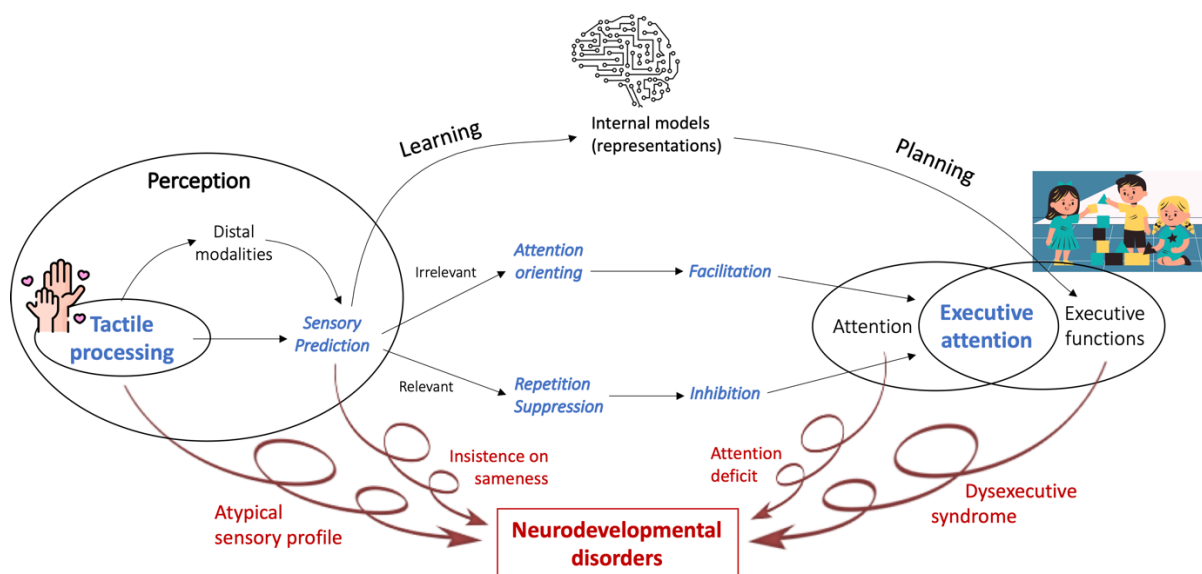 Learning
Internal models
(representations)
Planning
Perception
Distal
modalities
Tactile
processing
Sensory
Prediction
Irrelevant
Relevant
Attention
orienting
Facilitation
Repetition
Suppression
Inhibition
Attention
Executive
attention
Executive
functions
Atypical
sensory profile
Insistence on
sameness
Attention
deficit
Dysexecutive
syndrome
Neurodevelopmental
disorders